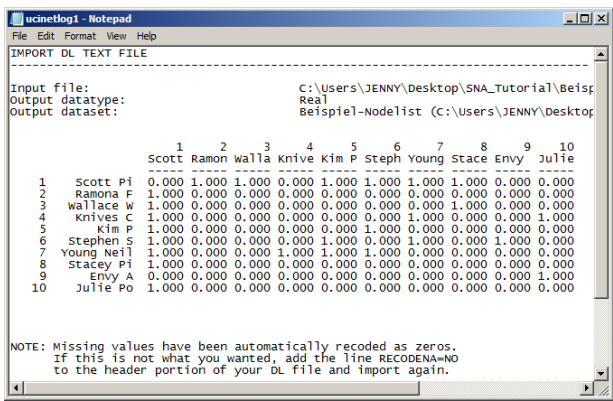 ucinetlog1 - Notepad
File Edit Format View Help
IMPORT DL TEXT FILE
--------------------------------------------------------------------------------
Input file: C:\Users\JENNY\Desktop\SNA_Tutorial\Beisp
Output datatype: Real
Output dataset: Beispiel-Nodelist (C:\Users\JENNY\Desktop
1 2 3 4 5 6 7 8 9 10
Scott Ramon Walla Knive Kim P Steph Young Stace Envy Julie
----- ----- ----- ----- ----- ----- ----- ----- ----- -----
1 Scott Pi 0.000 1.000 1.000 0.000 1.000 1.000 1.000 1.000 0.000 0.000
2 Ramona F 1.000 0.000 0.000 0.000 0.000 0.000 0.000 0.000 0.000 0.000
3 Wallace W 1.000 0.000 0.000 0.000 0.000 0.000 0.000 1.000 0.000 0.000
4 Knives C 1.000 0.000 0.000 0.000 0.000 0.000 1.000 0.000 0.000 1.000
5 Kim P 1.000 0.000 0.000 0.000 0.000 1.000 0.000 0.000 0.000 0.000
6 Stephen S 1.000 0.000 0.000 0.000 1.000 0.000 1.000 0.000 1.000 0.000
7 Young Neil 1.000 0.000 0.000 1.000 1.000 1.000 0.000 0.000 0.000 0.000
8 Stacey Pi 1.000 0.000 0.000 0.000 0.000 0.000 0.000 0.000 0.000 0.000
9 Envy A 0.000 0.000 0.000 0.000 0.000 0.000 0.000 0.000 0.000 1.000
10 Julie Po 1.000 0.000 0.000 0.000 0.000 0.000 0.000 0.000 0.000 0.000
NOTE: Missing values have been automatically recoded as zeros.
If this is not what you wanted, add the line RECODENA=NO
to the header portion of your DL file and import again.